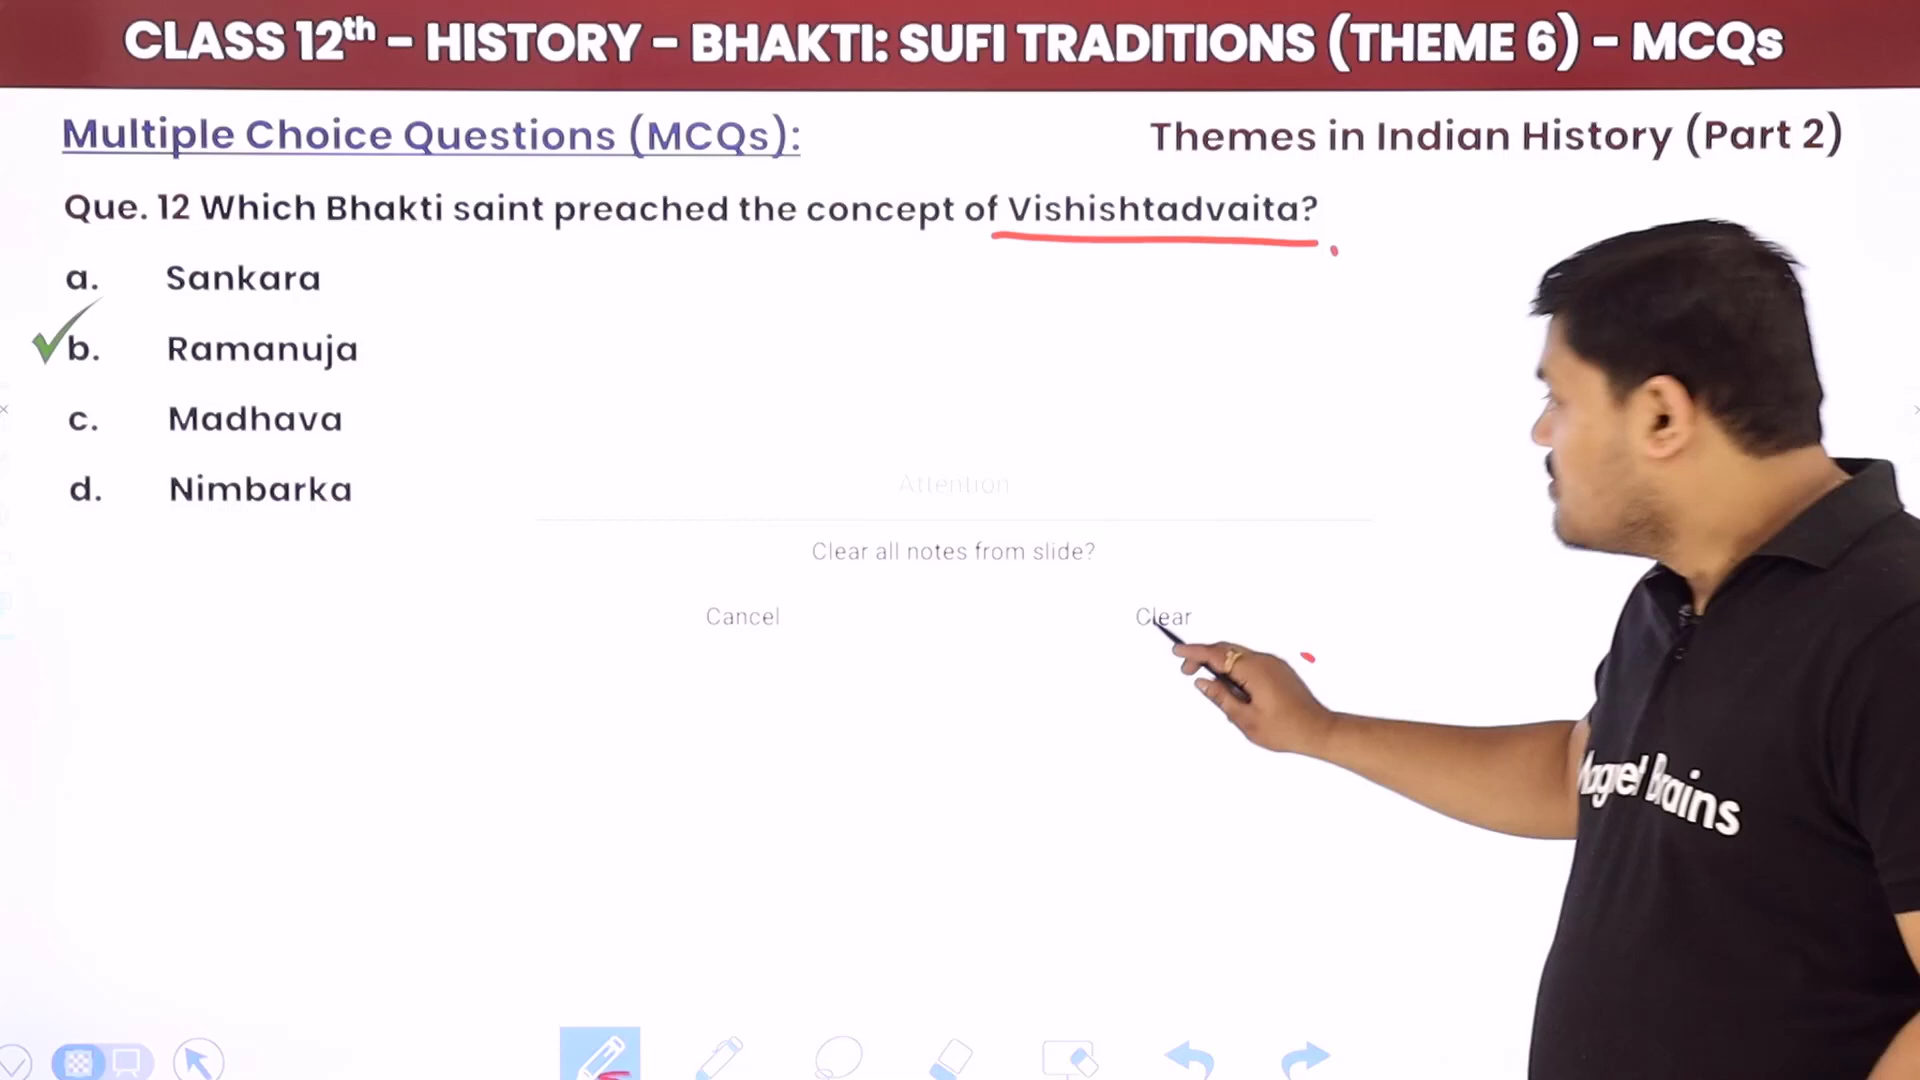 CLASS 12th - HISTORY - BHAKTI: SUFI TRADITIONS (THEME 6) - MCQs
Multiple Choice Questions (MCQs):
Themes in Indian History (Part 2)
Que. 12 Which Bhakti saint preached the concept of Vishishtadvaita?
a. Sankara
b. Ramanuja
c. Madhava
d. Nimbarka
Attention
Clear all notes from slide?
Cancel
Clear
Magnet Brains